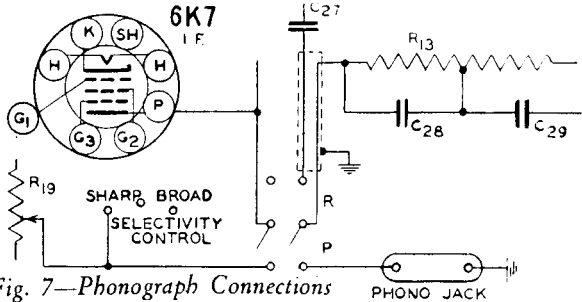 6K7
I.F.
K
SH
H
H
G1
P
G3
G2
C27
R13
C28
C29
R19
SHARP BROAD
SELECTIVITY
CONTROL
R
P
PHONO JACK
Fig. 7—Phonograph Connections